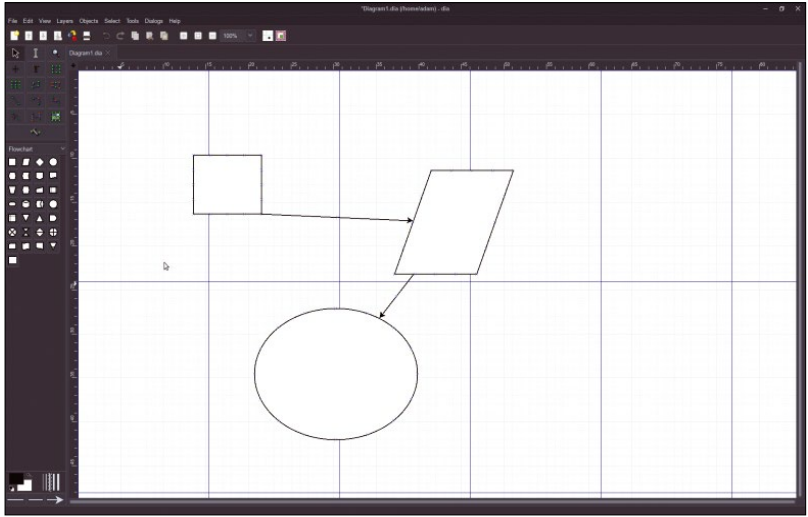 *Diagram1.dia (/home/adam) - dia
File Edit View Layers Objects Select Tools Dialogs Help
100%
Diagram1.dia
Flowchart